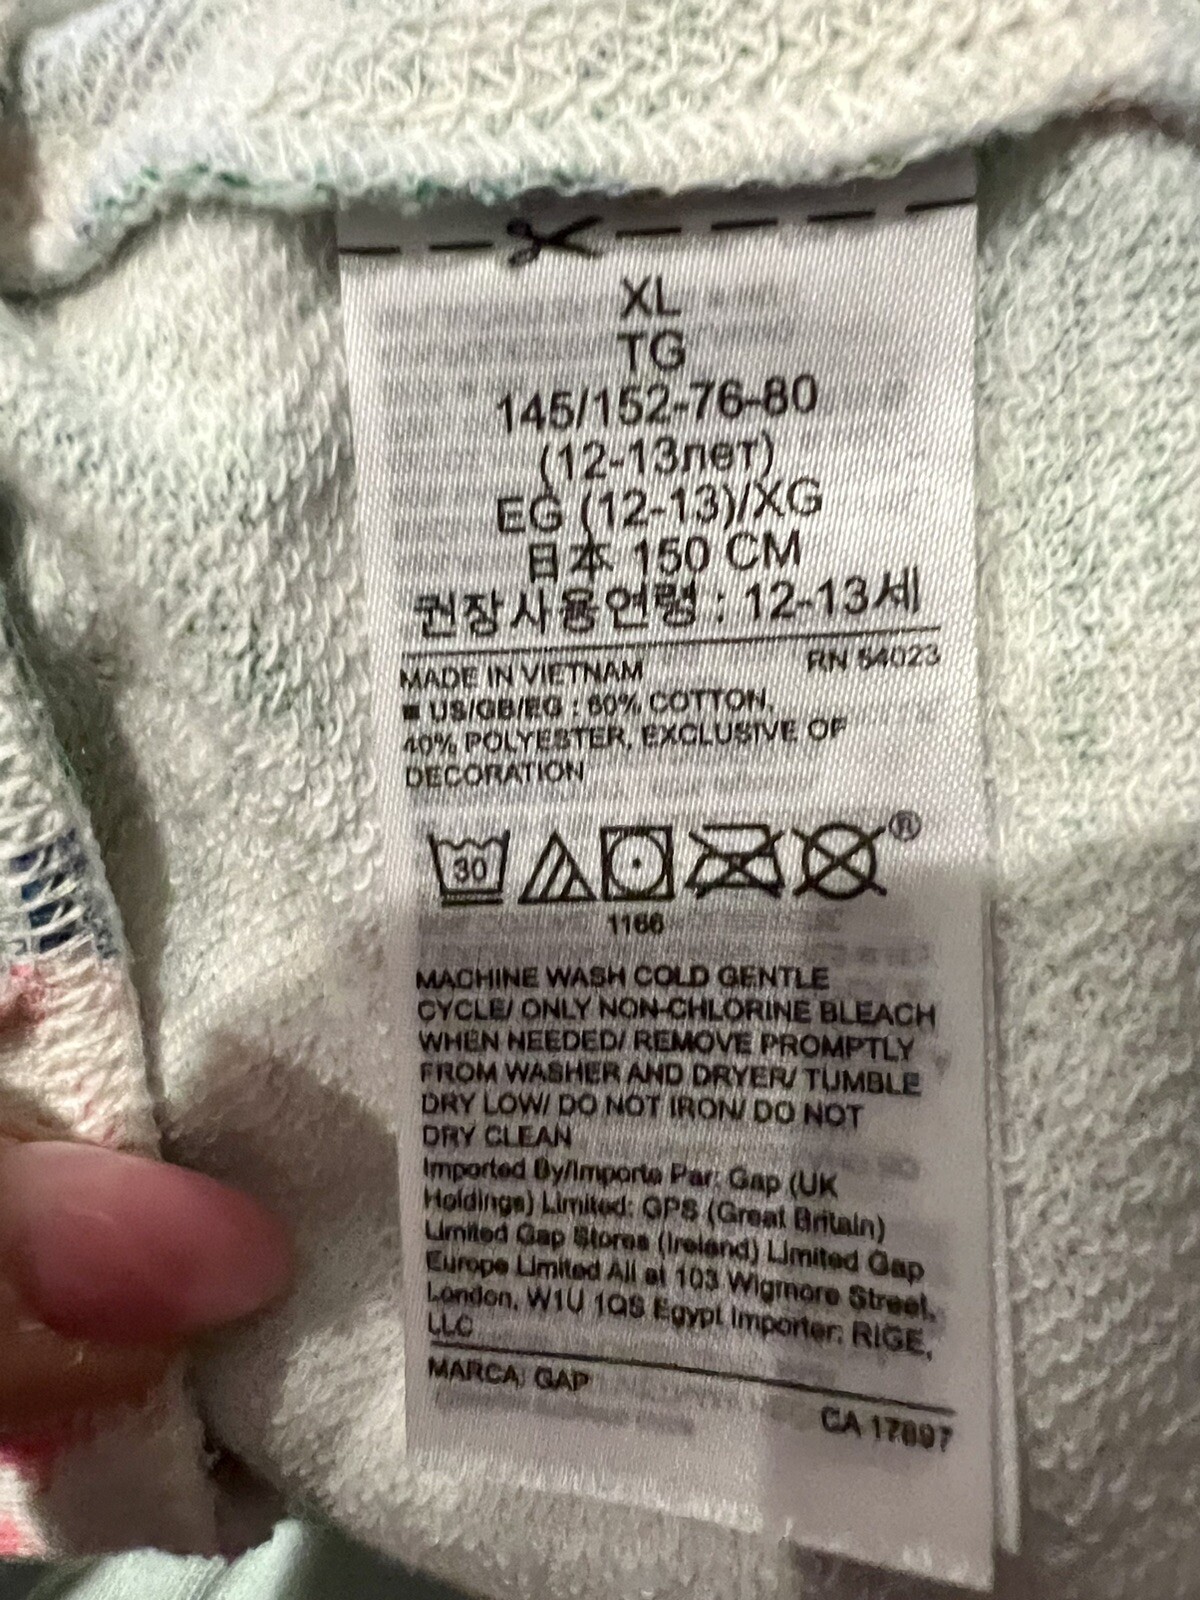 XL
TG
145/152-76-80
(12-13лет)
EG (12-13)/XG
日本 150 CM
권장사용연령 : 12-13세
MADE IN VIETNAM RN 54023
■ US/GB/EG : 60% COTTON,
40% POLYESTER, EXCLUSIVE OF
DECORATION
30 ®
1166
MACHINE WASH COLD GENTLE
CYCLE/ ONLY NON-CHLORINE BLEACH
WHEN NEEDED/ REMOVE PROMPTLY
FROM WASHER AND DRYER/ TUMBLE
DRY LOW/ DO NOT IRON/ DO NOT
DRY CLEAN
Imported By/Importe Par: Gap (UK
Holdings) Limited: GPS (Great Britain)
Limited Gap Stores (Ireland) Limited Gap
Europe Limited All at 103 Wigmore Street,
London, W1U 1QS Egypt Importer: RIGE,
LLC
MARCA: GAP
CA 17897